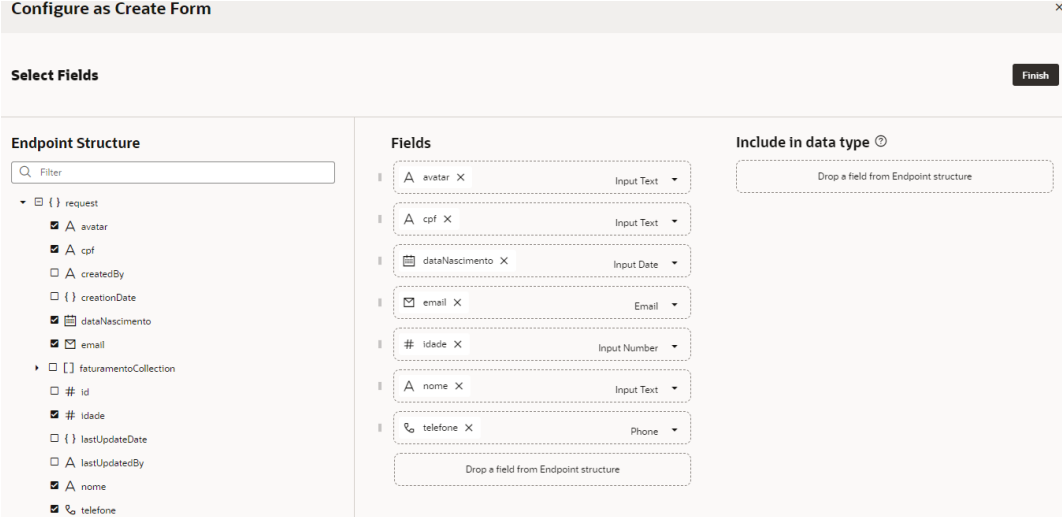 Configure as Create Form
Select Fields
Finish
Endpoint Structure
Filter
{ } request
A avatar
A cpf
A createdBy
{ } creationDate
dataNascimento
email
[ ] faturamentoCollection
# id
# idade
{ } lastUpdateDate
A lastUpdatedBy
A nome
telefone
Fields
A avatar Input Text
A cpf Input Text
dataNascimento Input Date
email Email
# idade Input Number
A nome Input Text
telefone Phone
Drop a field from Endpoint structure
Include in data type ?
Drop a field from Endpoint structure